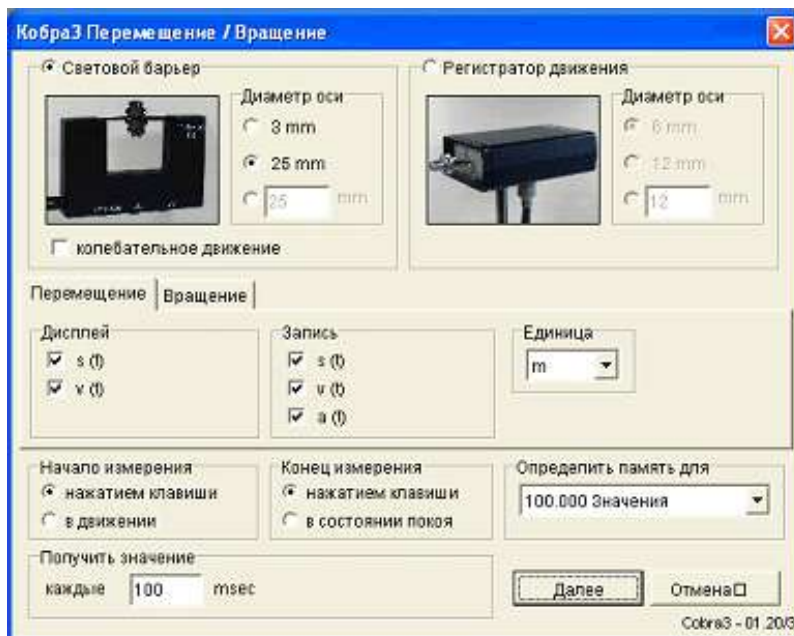 Кобра3 Перемещение / Вращение
Световой барьер
Диаметр оси
3 mm
25 mm
25 mm
колебательное движение
Регистратор движения
Диаметр оси
6 mm
12 mm
12 mm
Перемещение Вращение
Дисплей
s (t)
v (t)
Запись
s (t)
v (t)
a (t)
Единица
m
Начало измерения
нажатием клавиши
в движении
Конец измерения
нажатием клавиши
в состоянии покоя
Определить память для
100.000 Значения
Получить значение
каждые 100 msec
Далее
Отмена□
Cobra3 - 01.20/3